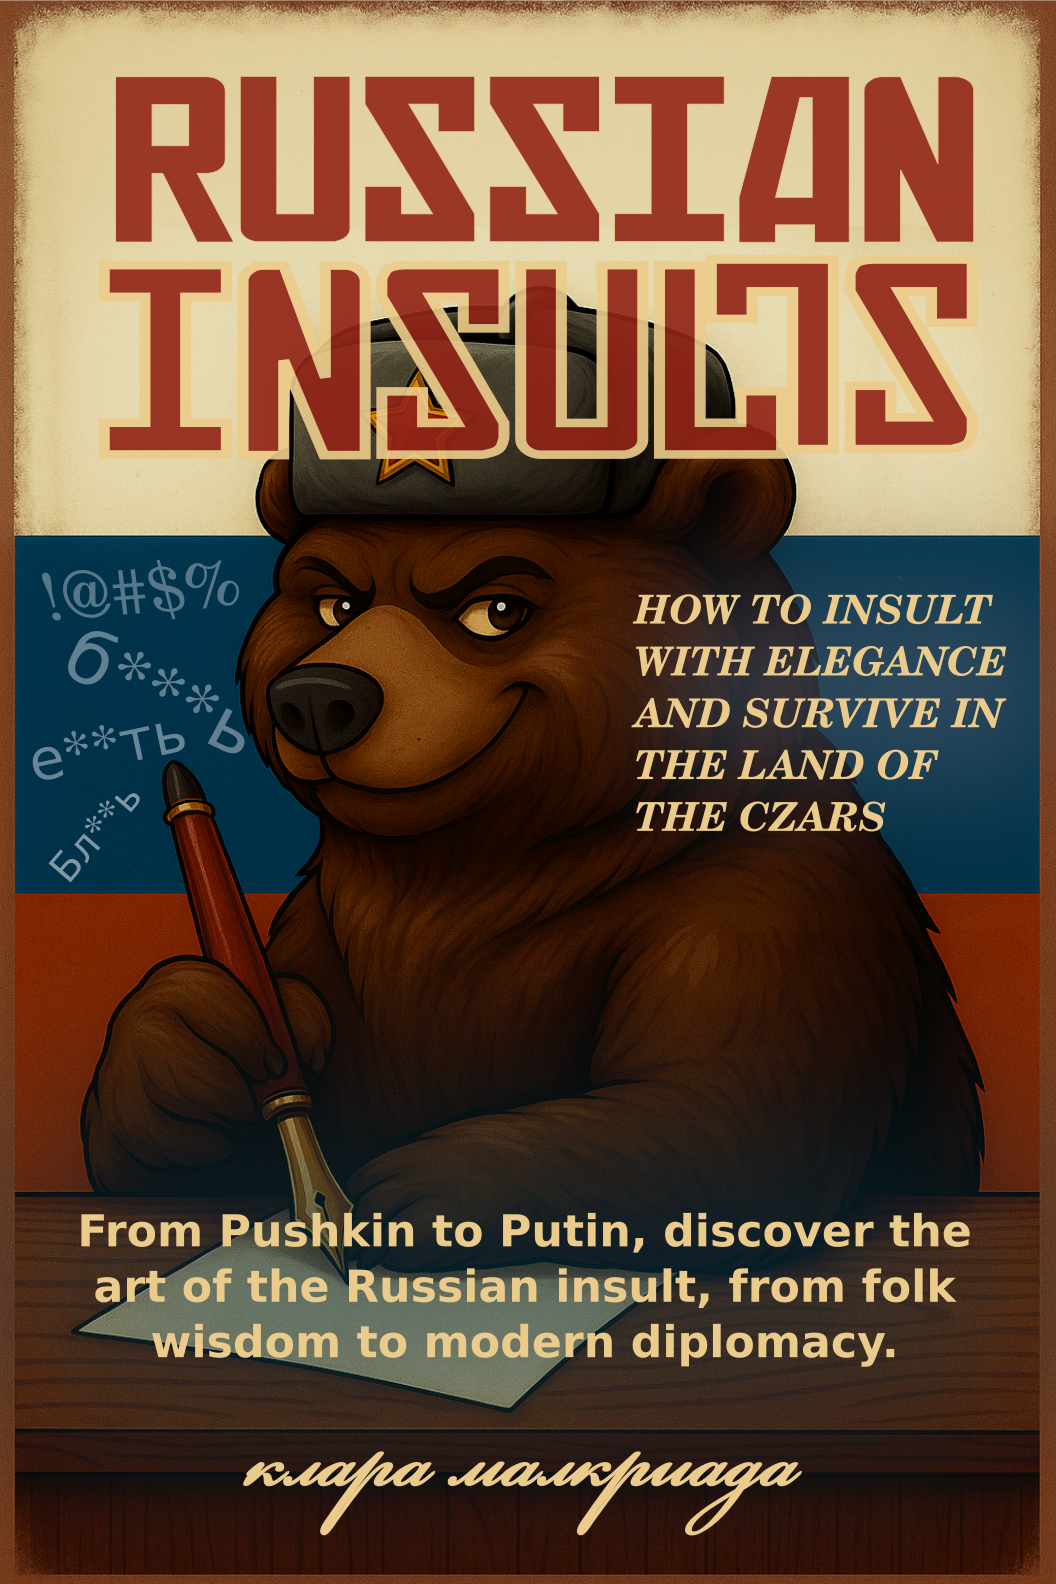 RUSSIAN
INSULTS
!@#$%
б***ь
е**ть
Бл**ь
HOW TO INSULT
WITH ELEGANCE
AND SURVIVE IN
THE LAND OF
THE CZARS
From Pushkin to Putin, discover the
art of the Russian insult, from folk
wisdom to modern diplomacy.
клара малкриада